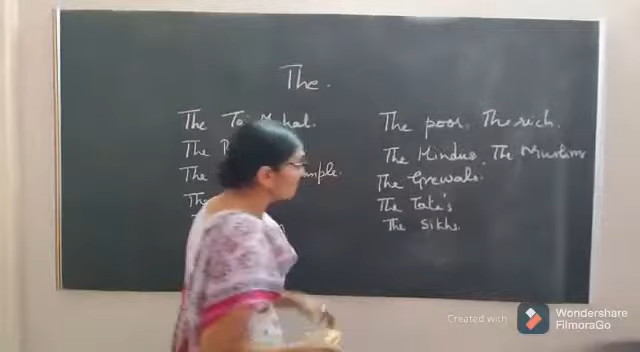 The.
The Taj Mahal.
The
The
The
The poor, The rich.
The Hindus, The Muslims
The Grewals.
The Tata's
The Sikhs.
Created with Wondershare FilmoraGo